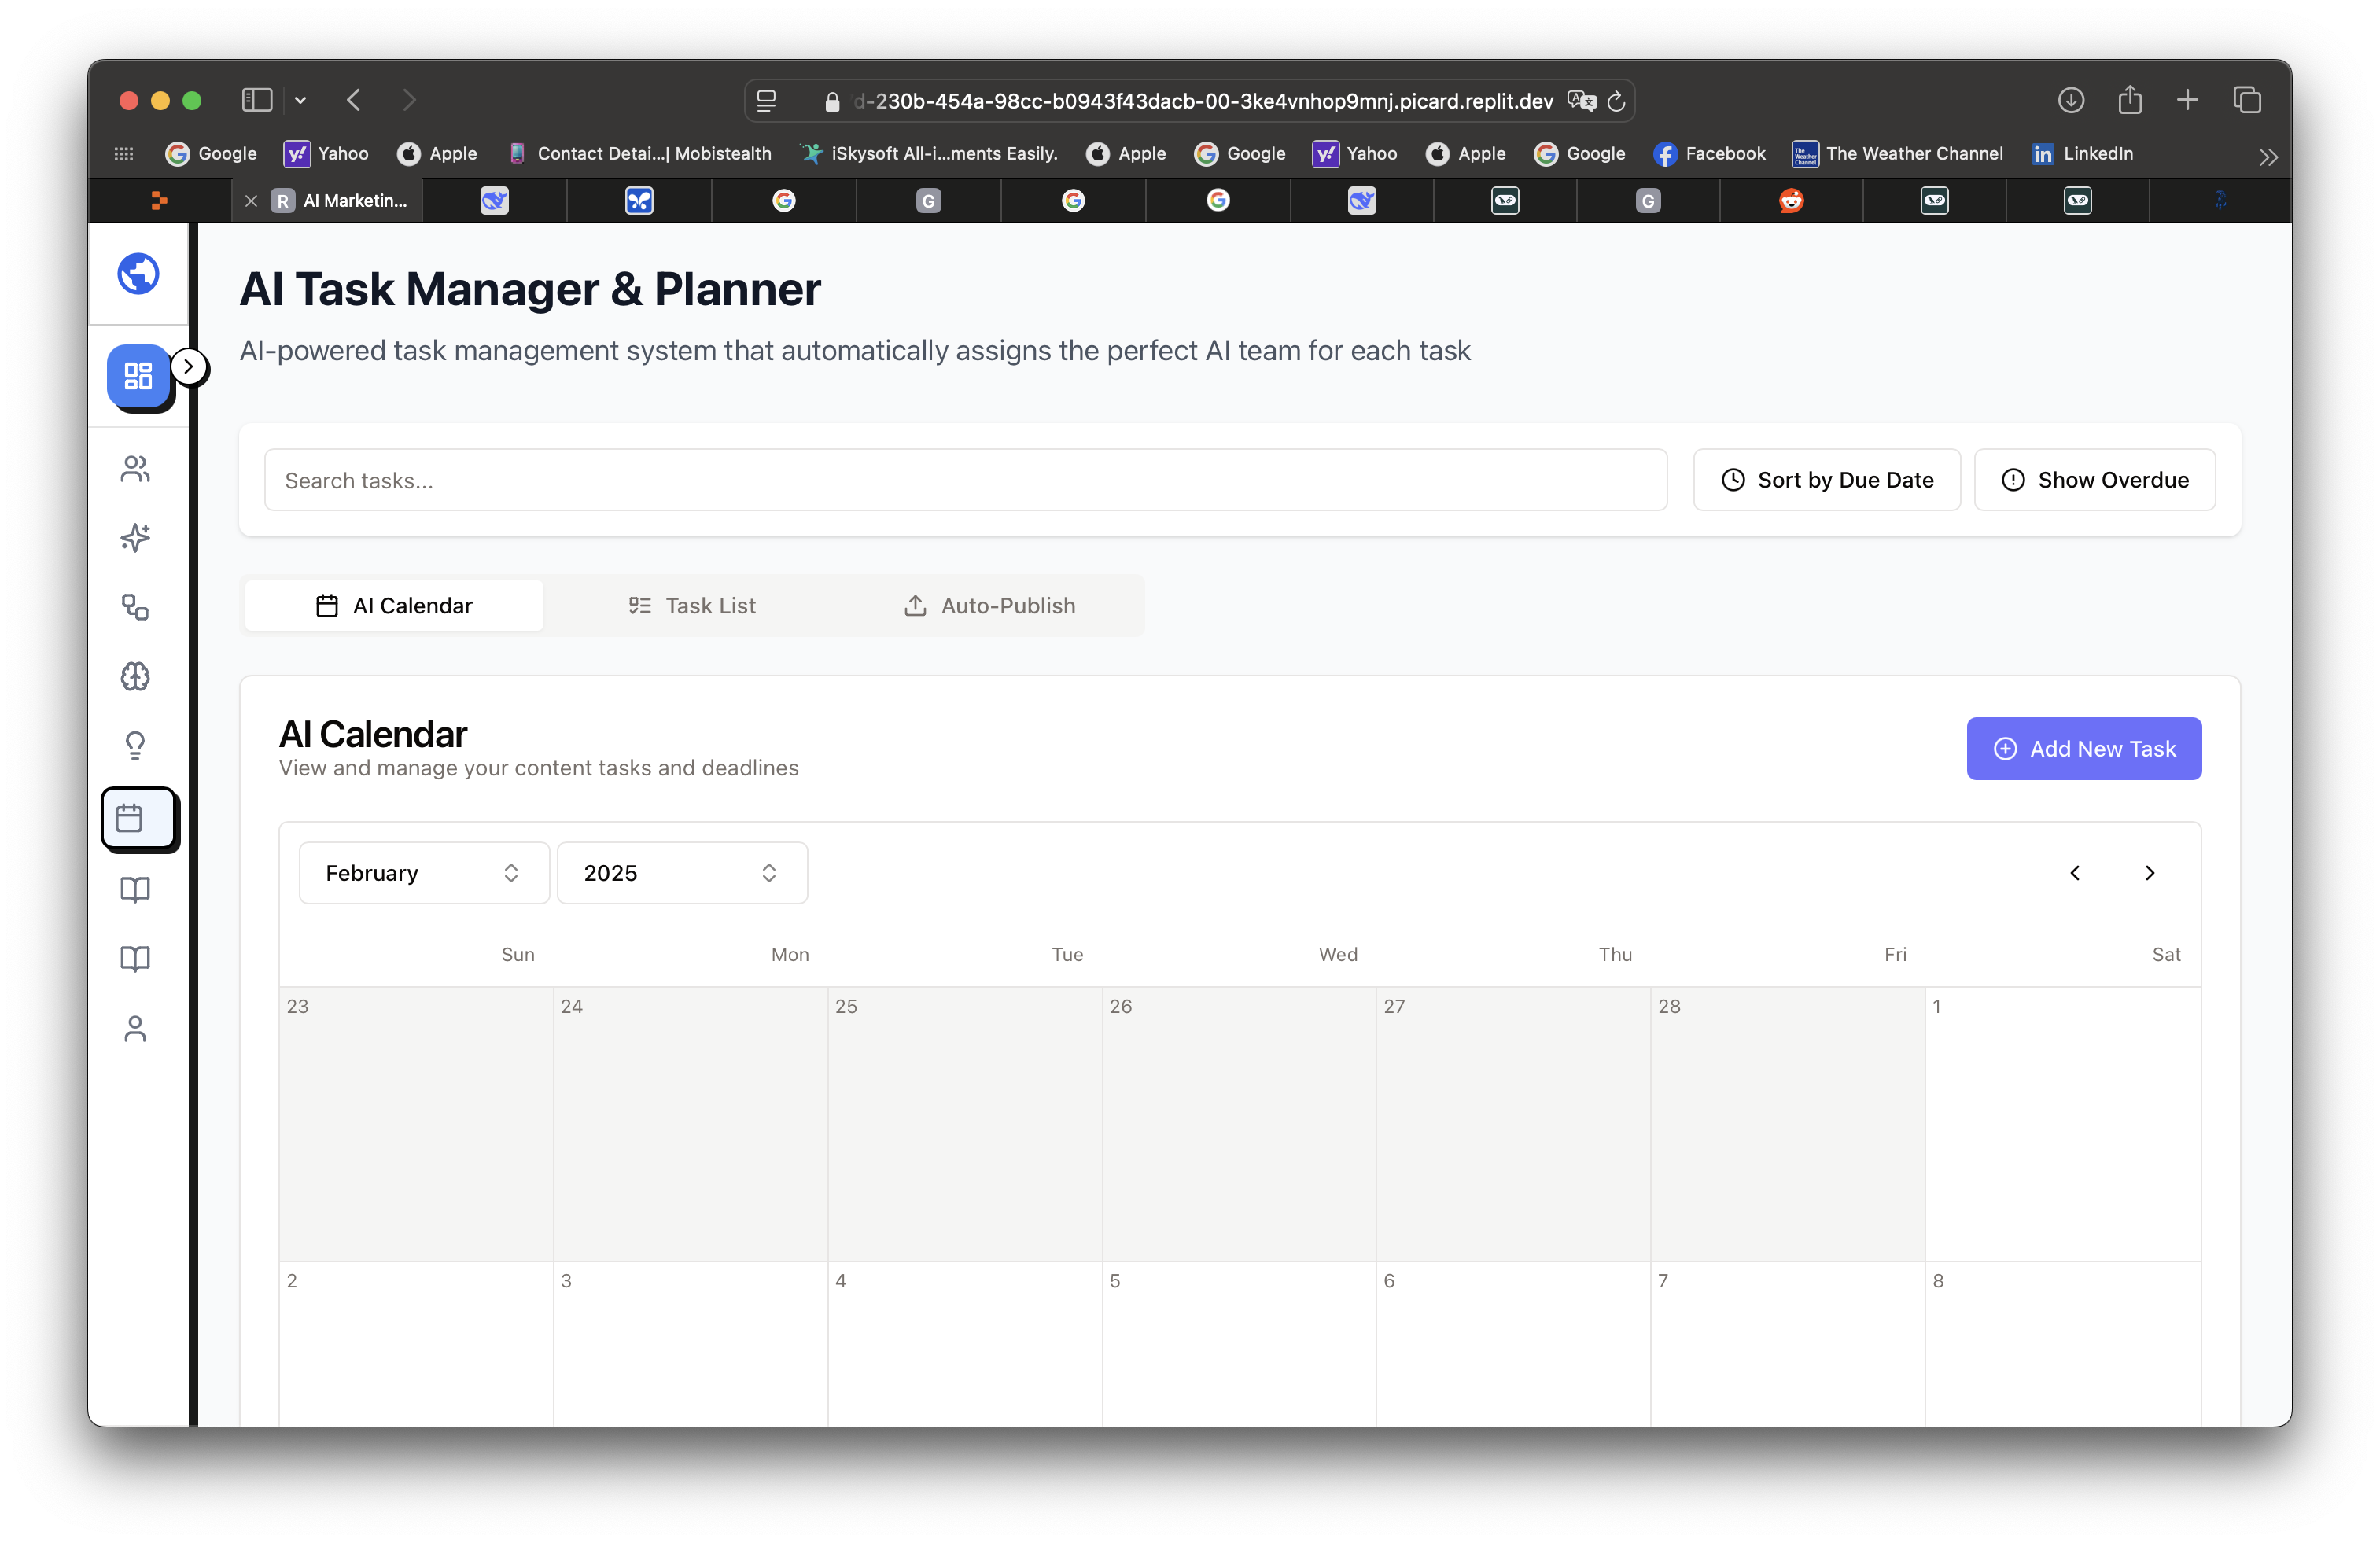 d-230b-454a-98cc-b0943f43dacb-00-3ke4vnhop9mnj.picard.replit.dev
Google Yahoo Apple Contact Detai...| Mobistealth iSkysoft All-i...ments Easily. Apple Google Yahoo Apple Google Facebook The Weather Channel LinkedIn
R AI Marketin... G G
AI Task Manager & Planner
AI-powered task management system that automatically assigns the perfect AI team for each task
Search tasks... Sort by Due Date Show Overdue
AI Calendar Task List Auto-Publish
AI Calendar
View and manage your content tasks and deadlines
Add New Task
February 2025
Sun Mon Tue Wed Thu Fri Sat
23 24 25 26 27 28 1
2 3 4 5 6 7 8